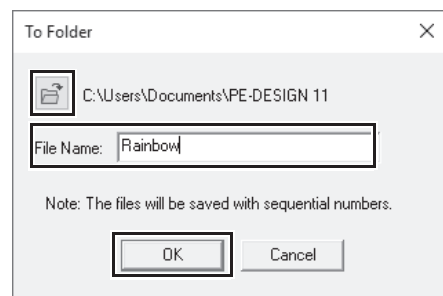 To Folder
C:\Users\Documents\PE-DESIGN 11
File Name: Rainbow
Note: The files will be saved with sequential numbers.
OK Cancel